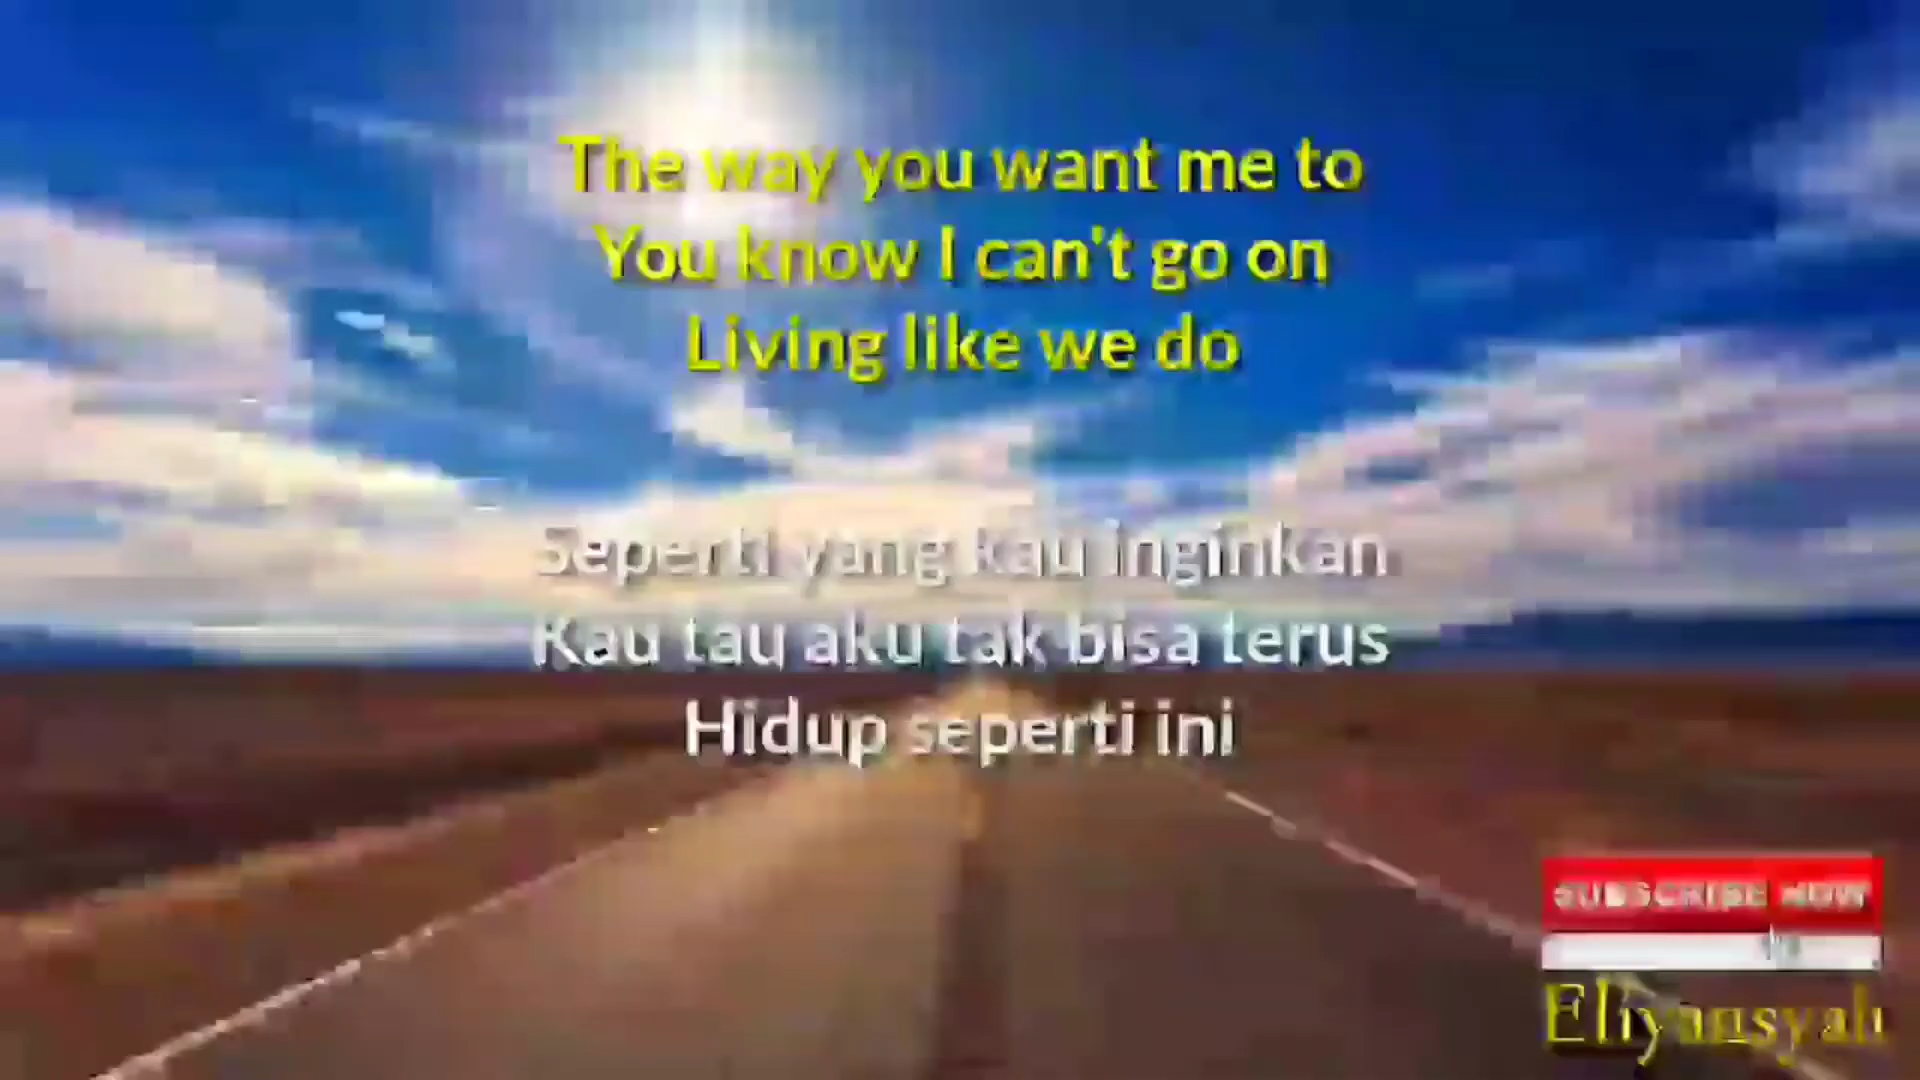 The way you want me to
You know I can't go on
Living like we do
Seperti yang kau inginkan
Kau tau aku tak bisa terus
Hidup seperti ini
SUBSCRIBE NOW
Eliyansyah